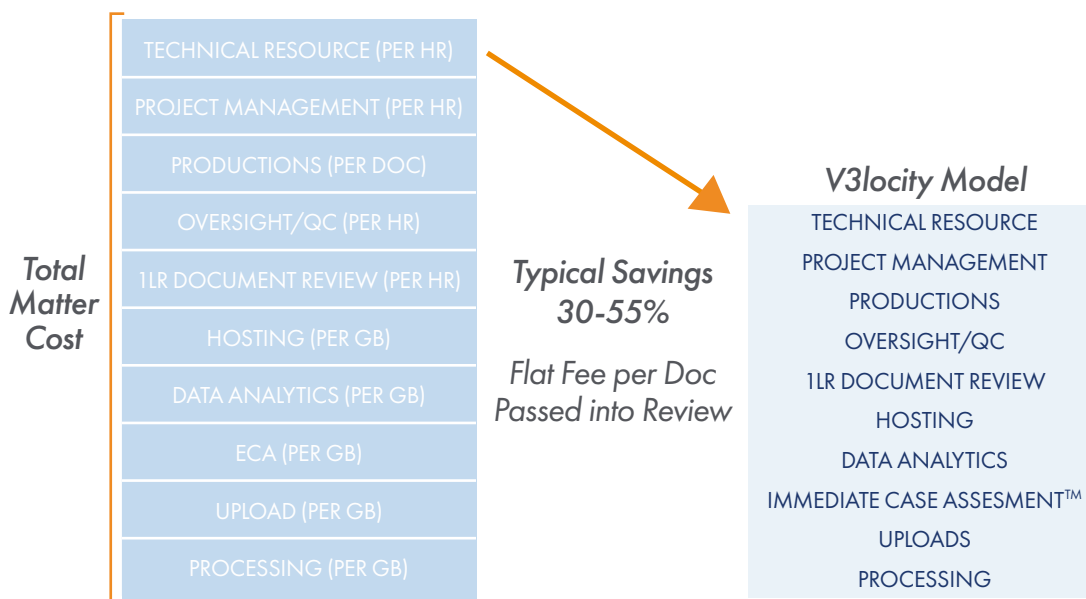 Total
Matter
Cost
TECHNICAL RESOURCE (PER HR)
PROJECT MANAGEMENT (PER HR)
PRODUCTIONS (PER DOC)
OVERSIGHT/QC (PER HR)
1LR DOCUMENT REVIEW (PER HR)
HOSTING (PER GB)
DATA ANALYTICS (PER GB)
ECA (PER GB)
UPLOAD (PER GB)
PROCESSING (PER GB)
Typical Savings
30-55%
Flat Fee per Doc
Passed into Review
V3locity Model
TECHNICAL RESOURCE
PROJECT MANAGEMENT
PRODUCTIONS
OVERSIGHT/QC
1LR DOCUMENT REVIEW
HOSTING
DATA ANALYTICS
IMMEDIATE CASE ASSESMENT™
UPLOADS
PROCESSING